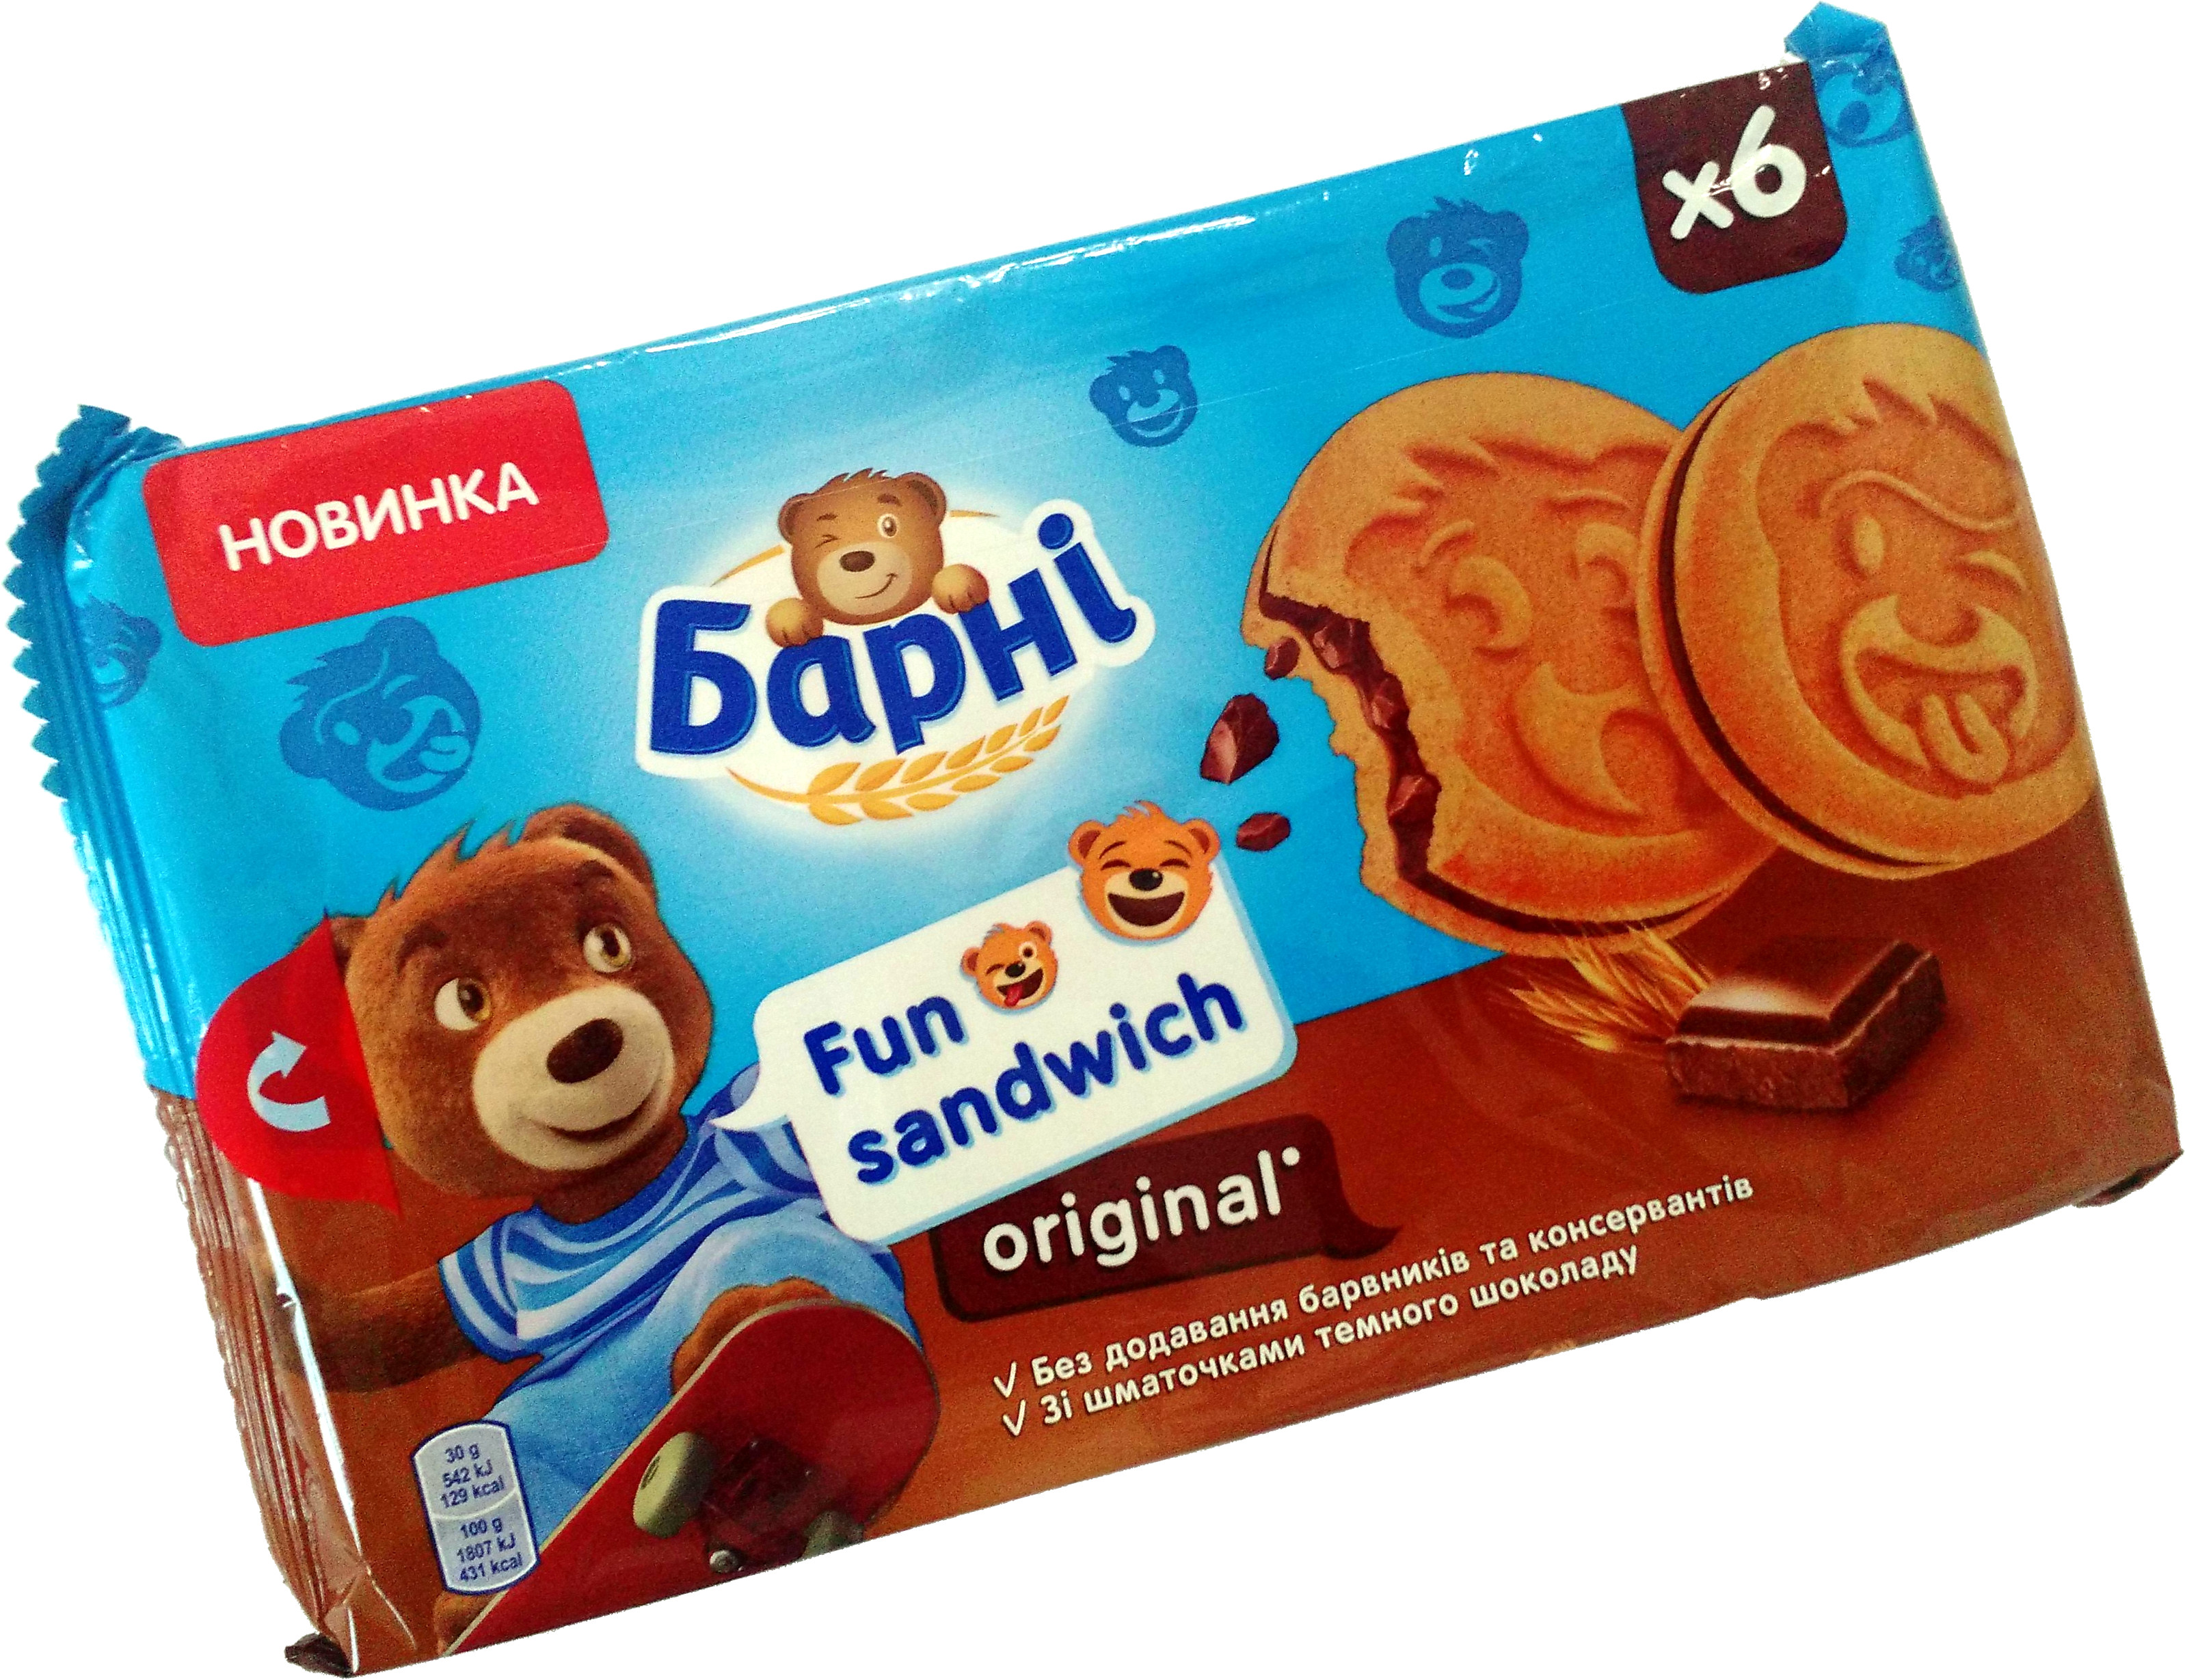 x6
НОВИНКА
Барні
Fun
sandwich
original
√ Без додавання барвників та консервантів
√ Зі шматочками темного шоколаду
30 g
542 kJ
129 kcal
100 g
1807 kJ
431 kcal